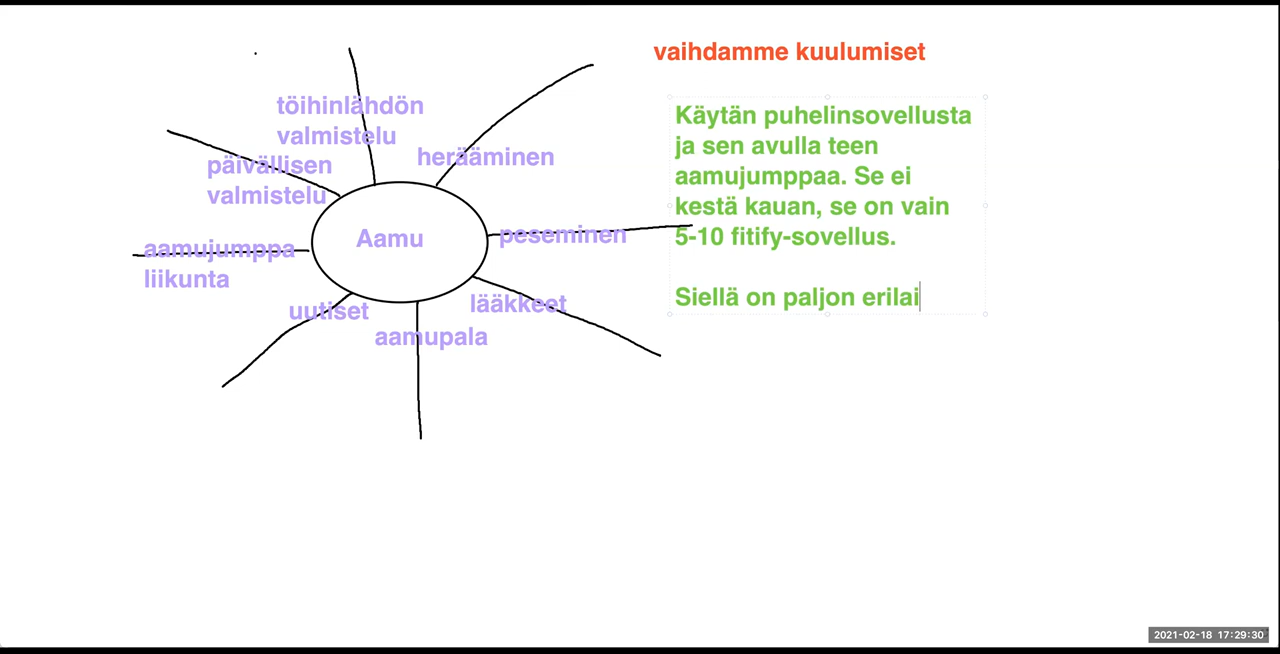 vaihdamme kuulumiset
töihinlähdön
valmistelu
herääminen
päivällisen
valmistelu
Aamu
peseminen
aamujumppa
liikunta
uutiset
lääkkeet
aamupala
Käytän puhelinsovellusta
ja sen avulla teen
aamujumppaa. Se ei
kestä kauan, se on vain
5-10 fitify-sovellus.
Siellä on paljon erilai
2021-02-18 17:29:30